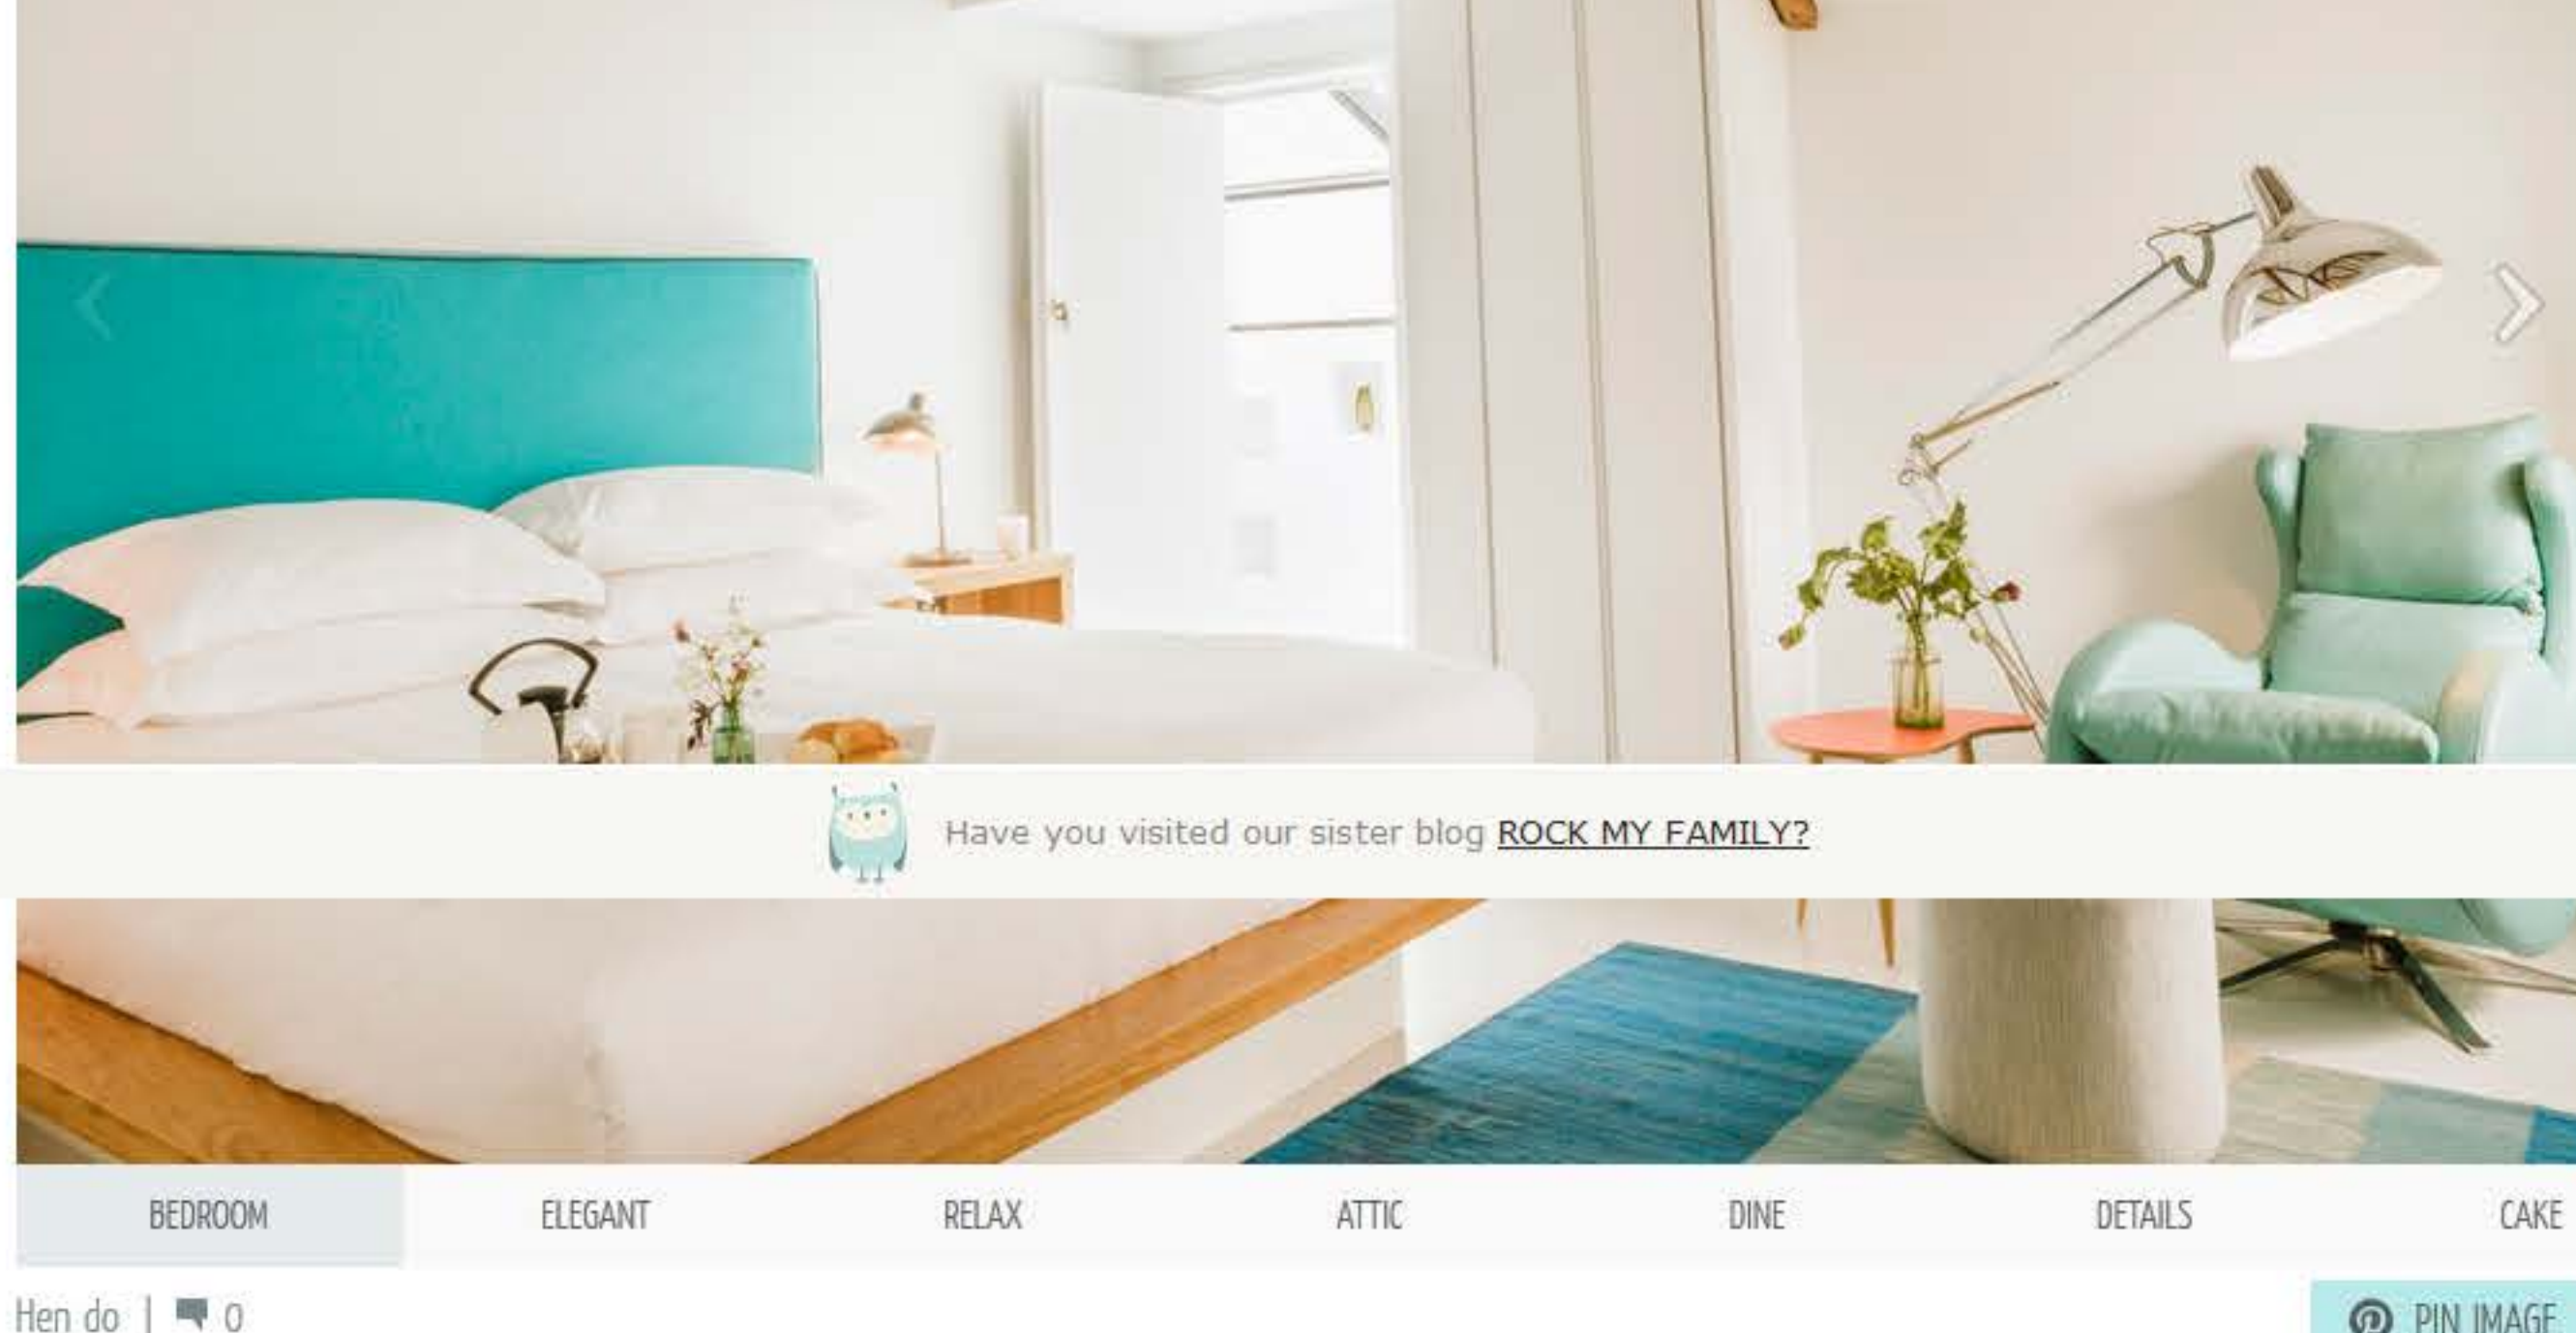 Have you visited our sister blog ROCK MY FAMILY?
BEDROOM ELEGANT RELAX ATTIC DINE DETAILS CAKE
Hen do | 0 PIN IMAGE